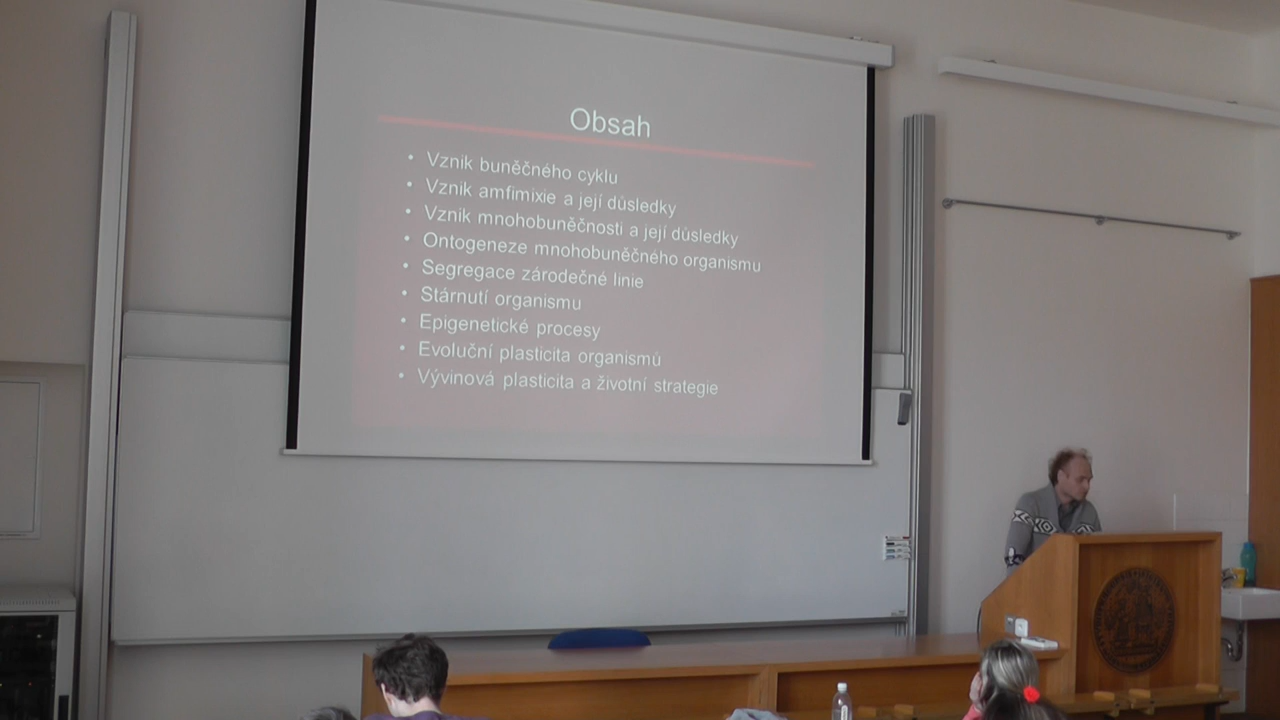 Obsah
• Vznik buněčného cyklu
• Vznik amfimixie a její důsledky
• Vznik mnohobuněčnosti a její důsledky
• Ontogeneze mnohobuněčného organismu
• Segregace zárodečné linie
• Stárnutí organismu
• Epigenetické procesy
• Evoluční plasticita organismů
• Vývinová plasticita a životní strategie